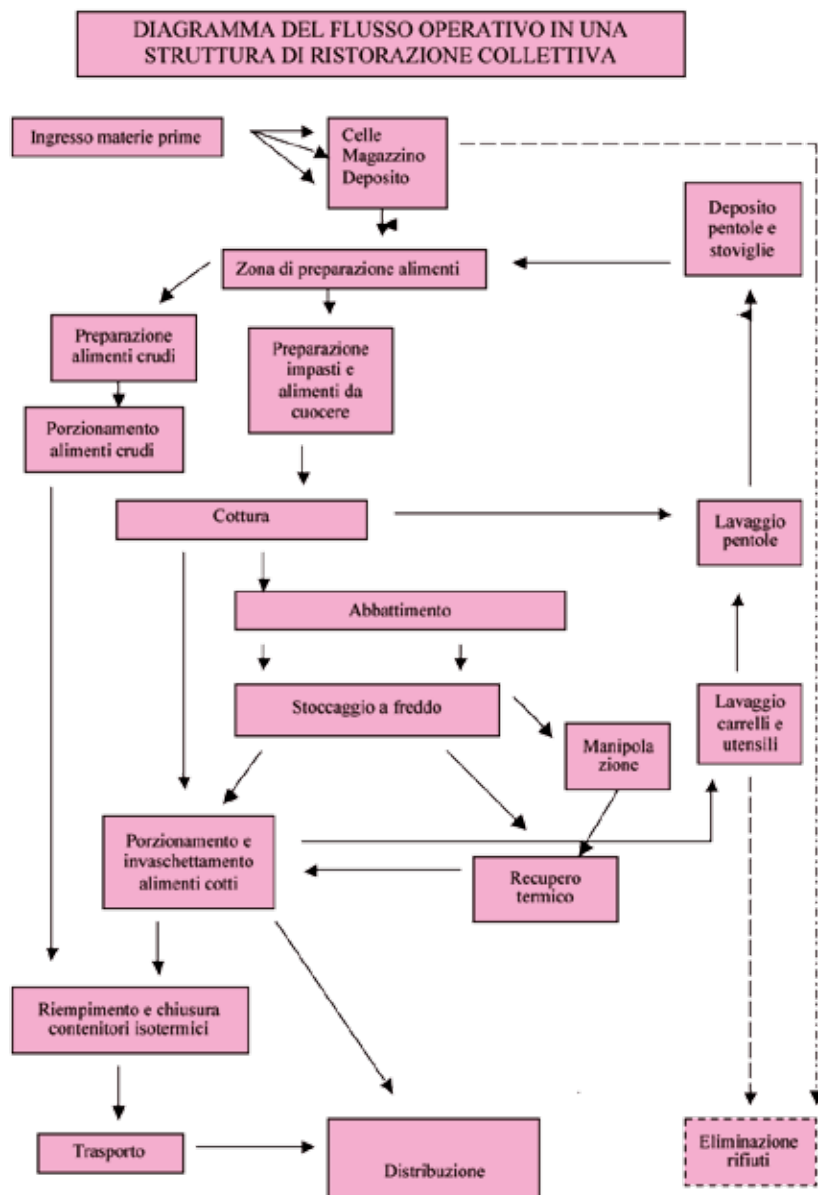 DIAGRAMMA DEL FLUSSO OPERATIVO IN UNA
STRUTTURA DI RISTORAZIONE COLLETTIVA
Ingresso materie prime
Celle
Magazzino
Deposito
Deposito
pentole e
stoviglie
Zona di preparazione alimenti
Preparazione
alimenti crudi
Preparazione
impasti e
alimenti da
cuocere
Porzionamento
alimenti crudi
Cottura
Lavaggio
pentole
Abbattimento
Stoccaggio a freddo
Lavaggio
carrelli e
utensili
Manipola
zione
Porzionamento e
invaschettamento
alimenti cotti
Recupero
termico
Riempimento e chiusura
contenitori isotermici
Trasporto
Distribuzione
Eliminazione
rifiuti